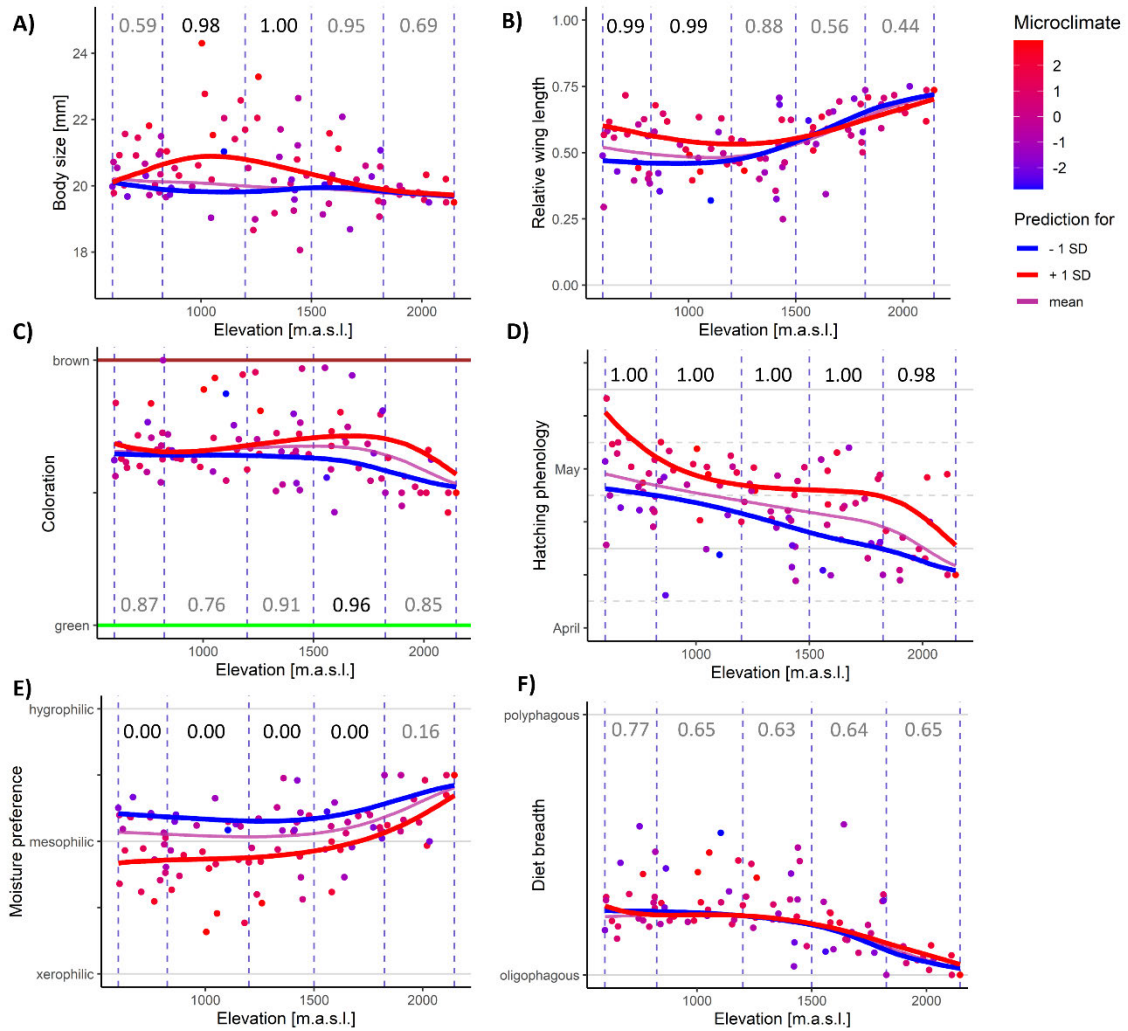 A)
0.59 0.98 1.00 0.95 0.69
24
22
20
18
Body size [mm]
1000 1500 2000
Elevation [m.a.s.l.]
B)
0.99 0.99 0.88 0.56 0.44
1.00
0.75
0.50
0.25
0.00
Relative wing length
1000 1500 2000
Elevation [m.a.s.l.]
Microclimate
2
1
0
-1
-2
Prediction for
- 1 SD
+ 1 SD
mean
C)
brown
green
Coloration
0.87 0.76 0.91 0.96 0.85
1000 1500 2000
Elevation [m.a.s.l.]
D)
1.00 1.00 1.00 1.00 0.98
May
April
Hatching phenology
1000 1500 2000
Elevation [m.a.s.l.]
E)
hygrophilic
0.00 0.00 0.00 0.00 0.16
mesophilic
xerophilic
Moisture preference
1000 1500 2000
Elevation [m.a.s.l.]
F)
polyphagous
0.77 0.65 0.63 0.64 0.65
oligophagous
Diet breadth
1000 1500 2000
Elevation [m.a.s.l.]